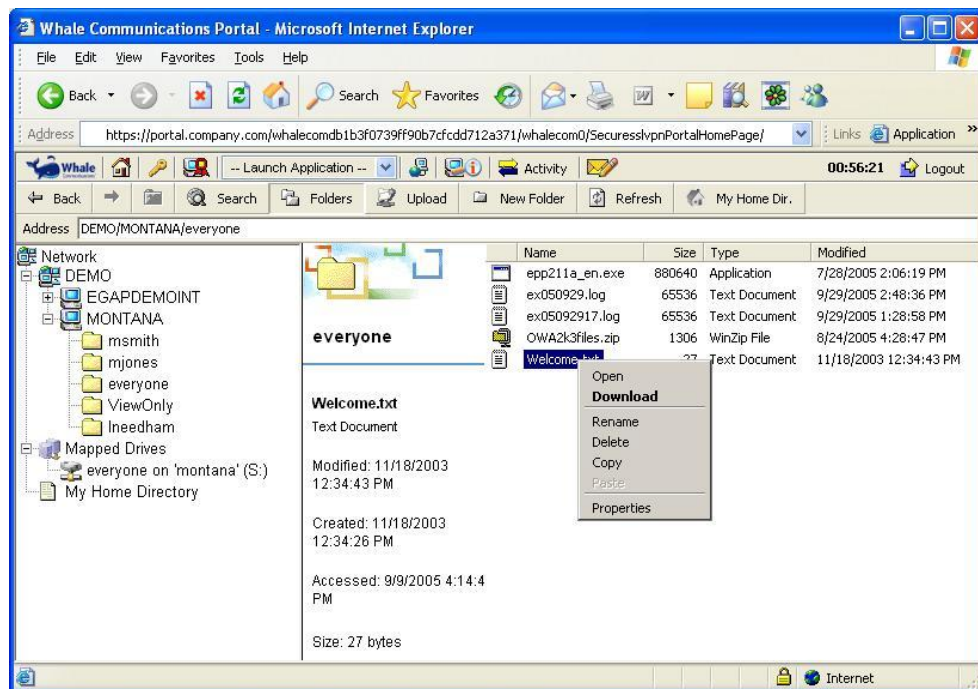 Whale Communications Portal - Microsoft Internet Explorer
File Edit View Favorites Tools Help
Back Search Favorites
Address https://portal.company.com/whalecomdb1b3f0739ff90b7cfcdd712a371/whalecom0/SecuresslvpnPortalHomePage/ Links Application »
Whale -- Launch Application -- Activity 00:56:21 Logout
Back Search Folders Upload New Folder Refresh My Home Dir.
Address DEMO/MONTANA/everyone
Network
DEMO
EGAPDEMOINT
MONTANA
msmith
mjones
everyone
ViewOnly
lneedham
Mapped Drives
everyone on 'montana' (S:)
My Home Directory
everyone
Welcome.txt
Text Document
Modified: 11/18/2003
12:34:43 PM
Created: 11/18/2003
12:34:26 PM
Accessed: 9/9/2005 4:14:4
PM
Size: 27 bytes
Name Size Type Modified
epp211a_en.exe 880640 Application 7/28/2005 2:06:19 PM
ex050929.log 65536 Text Document 9/29/2005 2:48:36 PM
ex05092917.log 65536 Text Document 9/29/2005 1:28:58 PM
OWA2k3files.zip 1306 WinZip File 8/24/2005 4:28:47 PM
Welcome.txt 27 Text Document 11/18/2003 12:34:43 PM
Open
Download
Rename
Delete
Copy
Paste
Properties
Internet